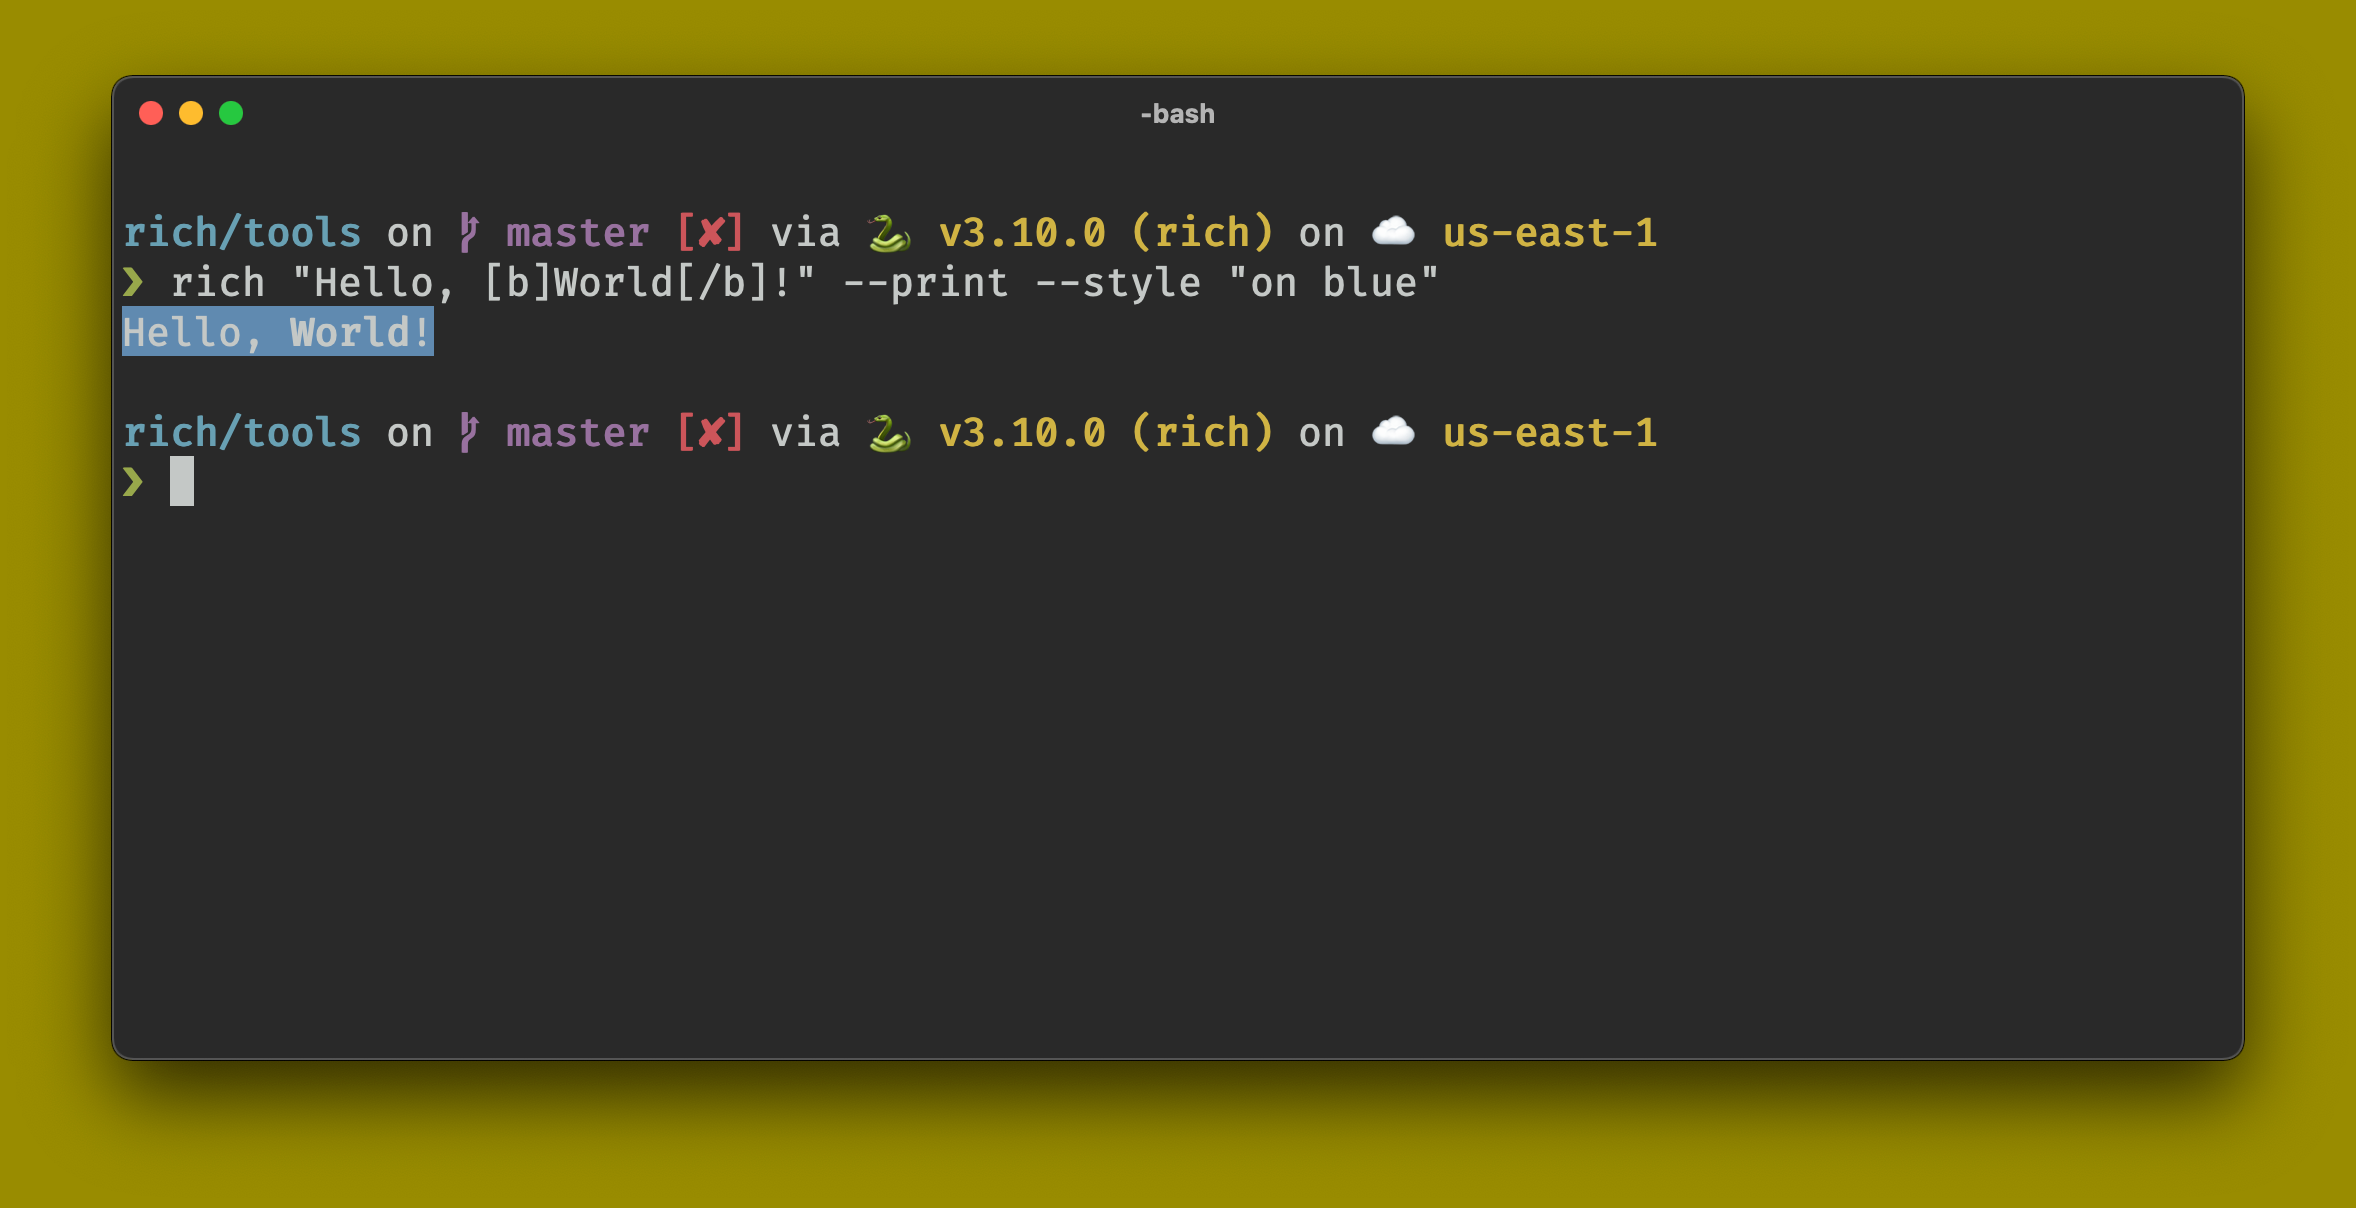 -bash
rich/tools on master [✘] via 🐍 v3.10.0 (rich) on ☁️ us-east-1
❯ rich "Hello, [b]World[/b]!" --print --style "on blue"
Hello, World!
rich/tools on master [✘] via 🐍 v3.10.0 (rich) on ☁️ us-east-1
❯